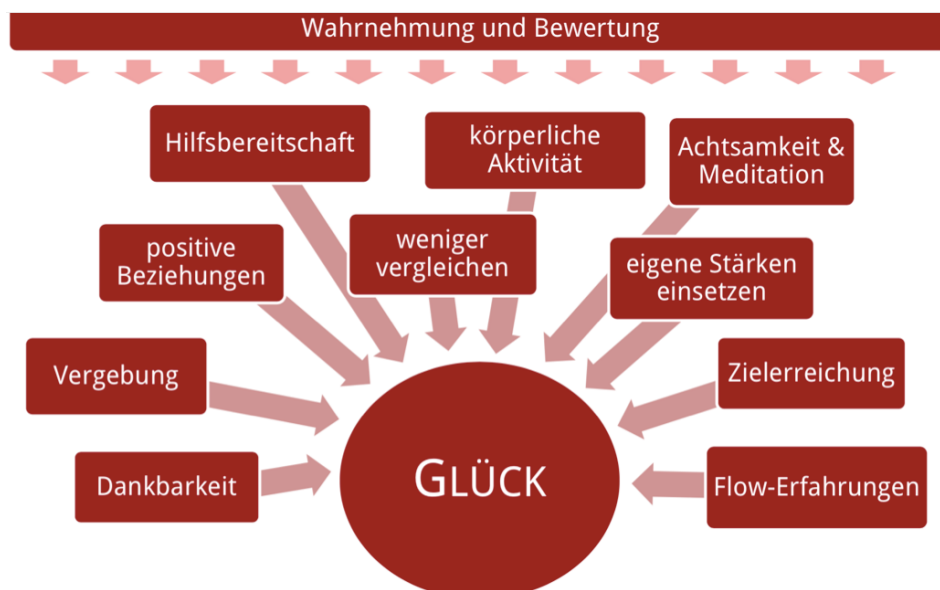 Wahrnehmung und Bewertung
Hilfsbereitschaft
körperliche
Aktivität
Achtsamkeit &
Meditation
positive
Beziehungen
weniger
vergleichen
eigene Stärken
einsetzen
Vergebung
Zielerreichung
Dankbarkeit
GLÜCK
Flow-Erfahrungen